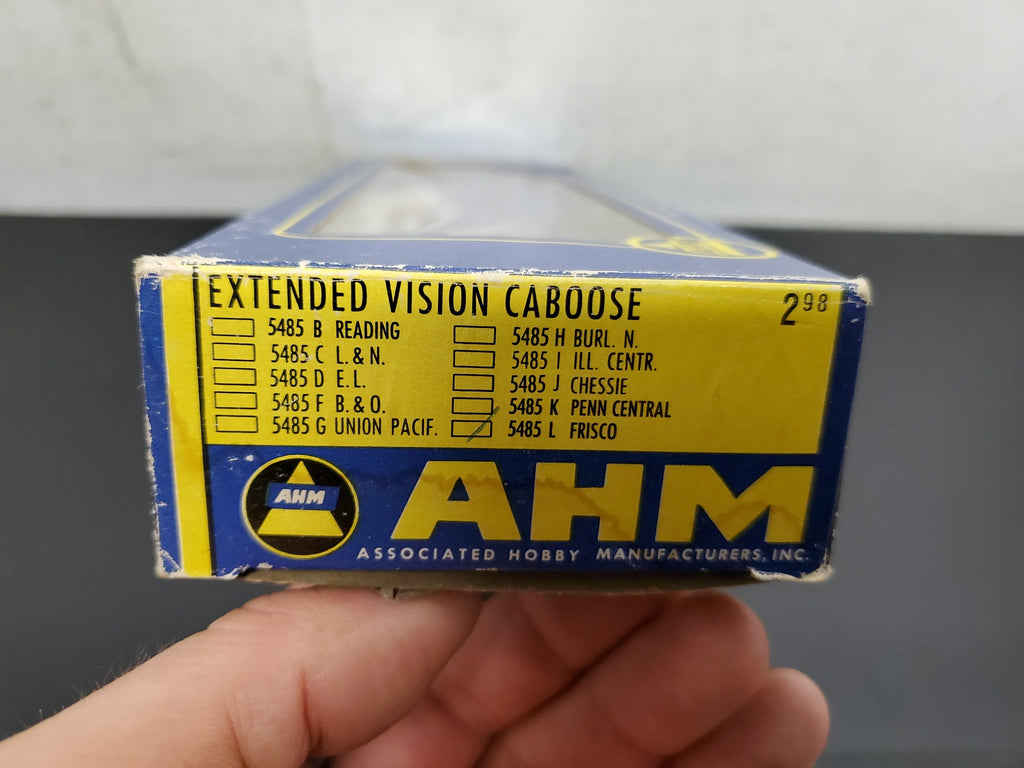 EXTENDED VISION CABOOSE 2.98
5485 B READING
5485 C L. & N.
5485 D E.L.
5485 F B. & O.
5485 G UNION PACIF.
5485 H BURL. N.
5485 I ILL. CENTR.
5485 J CHESSIE
5485 K PENN CENTRAL
5485 L FRISCO
AHM
AHM
ASSOCIATED HOBBY MANUFACTURERS, INC.